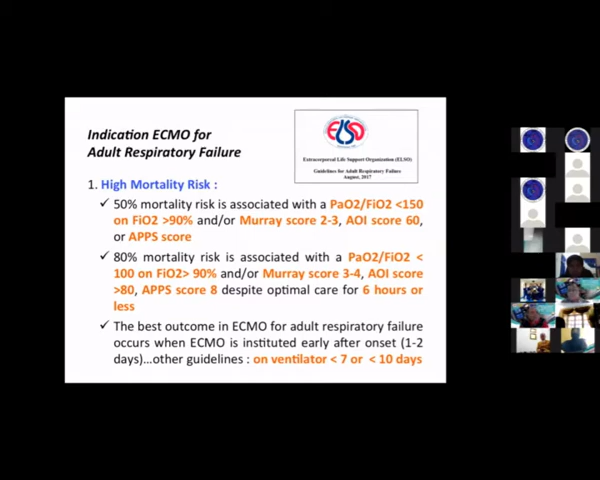 Indication ECMO for
Adult Respiratory Failure
ELSO
Extracorporeal Life Support Organization (ELSO)
Guidelines for Adult Respiratory Failure
August, 2017
1. High Mortality Risk :
✓ 50% mortality risk is associated with a PaO2/FiO2 <150
on FiO2 >90% and/or Murray score 2-3, AOI score 60,
or APPS score
✓ 80% mortality risk is associated with a PaO2/FiO2 <
100 on FiO2> 90% and/or Murray score 3-4, AOI score
>80, APPS score 8 despite optimal care for 6 hours or
less
✓ The best outcome in ECMO for adult respiratory failure
occurs when ECMO is instituted early after onset (1-2
days)...other guidelines : on ventilator < 7 or < 10 days